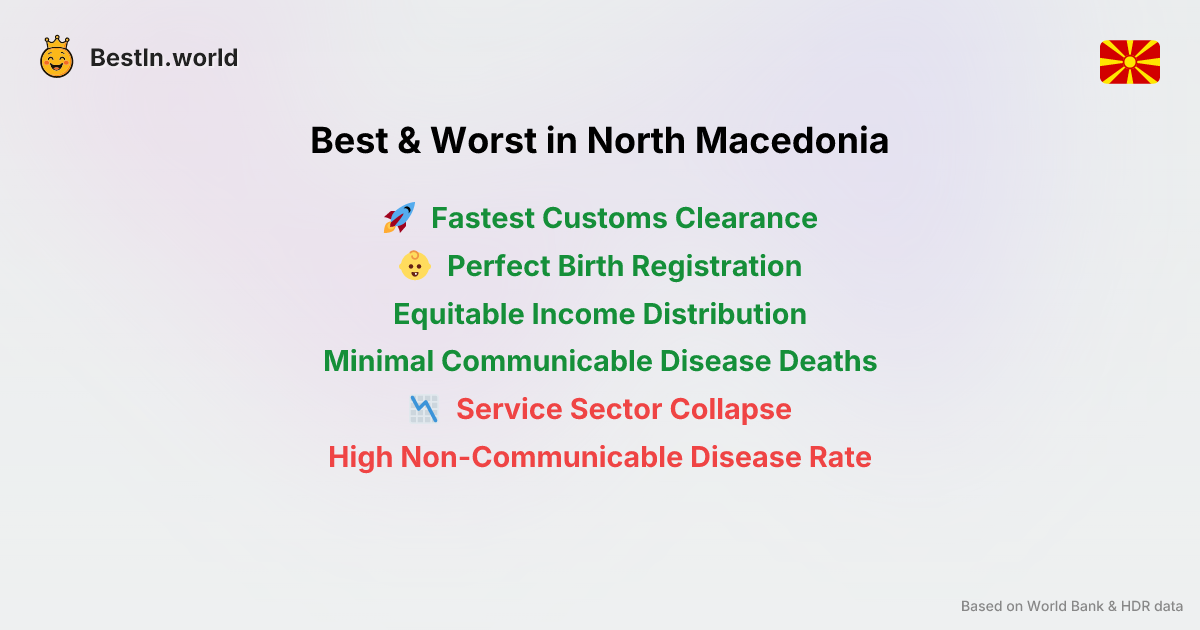 BestIn.world
Best & Worst in North Macedonia
Fastest Customs Clearance
Perfect Birth Registration
Equitable Income Distribution
Minimal Communicable Disease Deaths
Service Sector Collapse
High Non-Communicable Disease Rate
Based on World Bank & HDR data